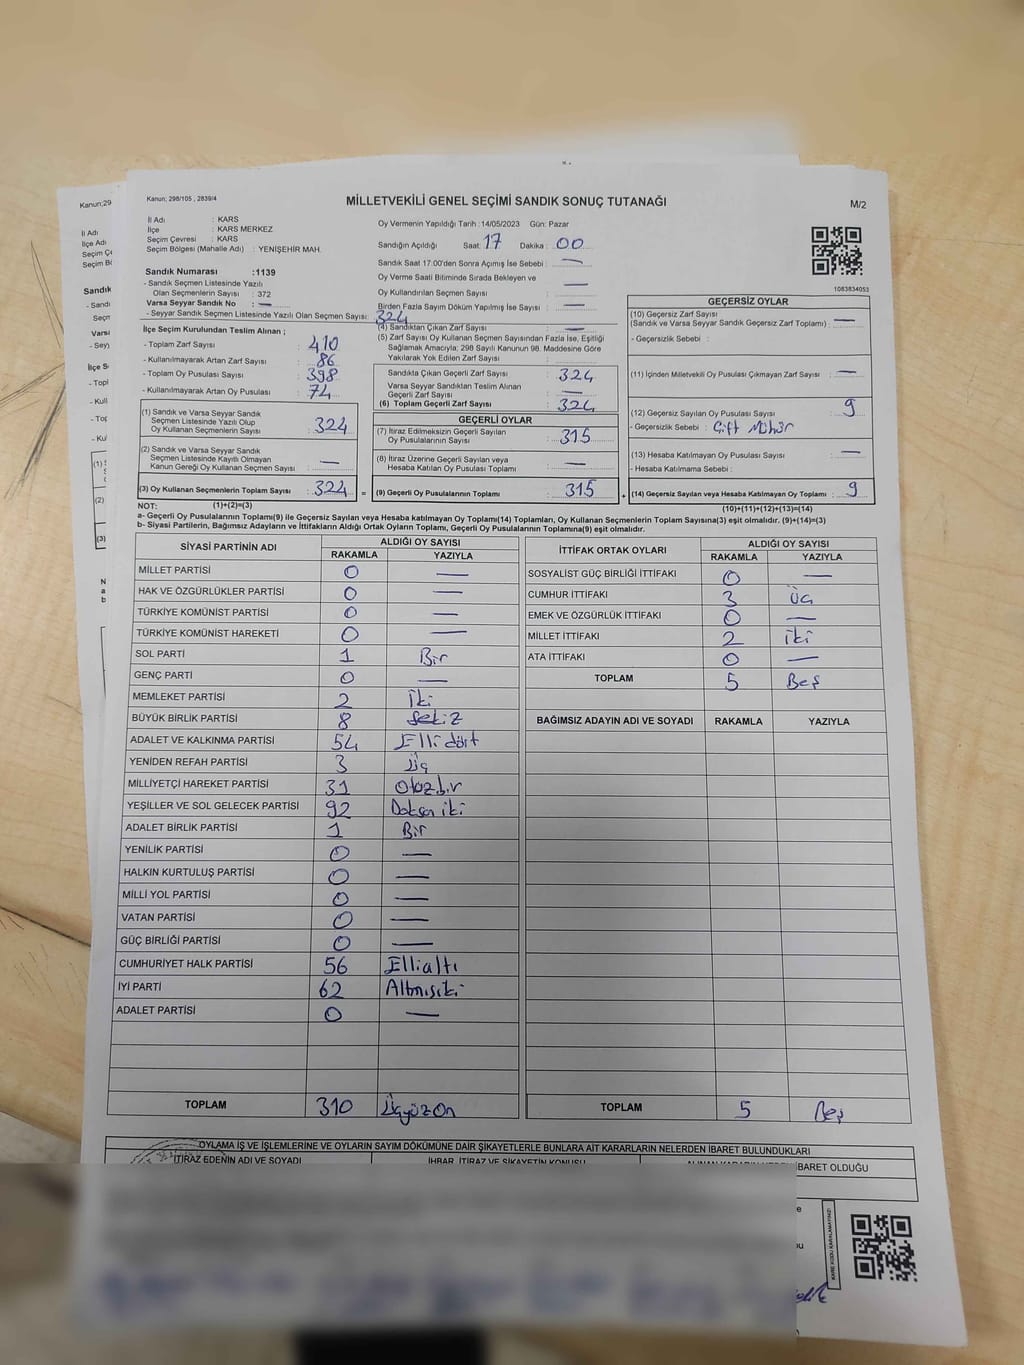 Kanun; 298/105 , 2839/4
MİLLETVEKİLİ GENEL SEÇİMİ SANDIK SONUÇ TUTANAĞI
M/2
İl Adı : KARS
İlçe : KARS MERKEZ
Seçim Çevresi : KARS
Seçim Bölgesi (Mahalle Adı) : YENİŞEHİR MAH.
Sandık Numarası :1139
- Sandık Seçmen Listesinde Yazılı
Olan Seçmenlerin Sayısı : 372
Varsa Seyyar Sandık No : —
- Seyyar Sandık Seçmen Listesinde Yazılı Olan Seçmen Sayısı: 324
İlçe Seçim Kurulundan Teslim Alınan ;
- Toplam Zarf Sayısı : 410
- Kullanılmayarak Artan Zarf Sayısı : 86
- Toplam Oy Pusulası Sayısı : 398
- Kullanılmayarak Artan Oy Pusulası : 74
(1) Sandık ve Varsa Seyyar Sandık
Seçmen Listesinde Yazılı Olup
Oy Kullanan Seçmenlerin Sayısı : 324
(2) Sandık ve Varsa Seyyar Sandık
Seçmen Listesinde Kayıtlı Olmayan
Kanun Gereği Oy Kullanan Seçmen Sayısı : —
(3) Oy Kullanan Seçmenlerin Toplam Sayısı : 324
Oy Vermenin Yapıldığı Tarih : 14/05/2023 Gün: Pazar
Sandığın Açıldığı Saat : 17 Dakika : 00
Sandık Saat 17:00'den Sonra Açımış İse Sebebi : —
Oy Verme Saati Bitiminde Sırada Bekleyen ve
Oy Kullandırılan Seçmen Sayısı : —
Birden Fazla Sayım Döküm Yapılmış İse Sayısı : —
(4) Sandıktan Çıkan Zarf Sayısı : —
(5) Zarf Sayısı Oy Kullanan Seçmen Sayısından Fazla İse, Eşitliği
Sağlamak Amacıyla; 298 Sayılı Kanunun 98. Maddesine Göre
Yakılarak Yok Edilen Zarf Sayısı :
Sandıkta Çıkan Geçerli Zarf Sayısı : 324
Varsa Seyyar Sandıktan Teslim Alınan
Geçerli Zarf Sayısı : —
(6) Toplam Geçerli Zarf Sayısı : 324
GEÇERLİ OYLAR
(7) İtiraz Edilmeksizin Geçerli Sayılan
Oy Pusulalarının Sayısı : 315
(8) İtiraz Üzerine Geçerli Sayılan veya
Hesaba Katılan Oy Pusulası Toplamı : —
= (9) Geçerli Oy Pusulalarının Toplamı : 315
1083834053
GEÇERSİZ OYLAR
(10) Geçersiz Zarf Sayısı
(Sandık ve Varsa Seyyar Sandık Geçersiz Zarf Toplamı) : —
- Geçersizlik Sebebi :
(11) İçinden Milletvekili Oy Pusulası Çıkmayan Zarf Sayısı : —
(12) Geçersiz Sayılan Oy Pusulası Sayısı : 9
- Geçersizlik Sebebi : Çift Mühür
(13) Hesaba Katılmayan Oy Pusulası Sayısı : —
- Hesaba Katılmama Sebebi :
+ (14) Geçersiz Sayılan veya Hesaba Katılmayan Oy Toplamı : 9
NOT: (1)+(2)=(3) (10)+(11)+(12)+(13)=(14)
a- Geçerli Oy Pusulalarının Toplamı(9) ile Geçersiz Sayılan veya Hesaba katılmayan Oy Toplamı(14) Toplamları, Oy Kullanan Seçmenlerin Toplam Sayısına(3) eşit olmalıdır. (9)+(14)=(3)
b- Siyasi Partilerin, Bağımsız Adayların ve İttifakların Aldığı Ortak Oyların Toplamı, Geçerli Oy Pusulalarının Toplamına(9) eşit olmalıdır.
SİYASİ PARTİNİN ADI ALDIĞI OY SAYISI
RAKAMLA YAZIYLA
MİLLET PARTİSİ 0 —
HAK VE ÖZGÜRLÜKLER PARTİSİ 0 —
TÜRKİYE KOMÜNİST PARTİSİ 0 —
TÜRKİYE KOMÜNİST HAREKETİ 0 —
SOL PARTİ 1 Bir
GENÇ PARTİ 0 —
MEMLEKET PARTİSİ 2 İki
BÜYÜK BİRLİK PARTİSİ 8 Sekiz
ADALET VE KALKINMA PARTİSİ 54 Ellidört
YENİDEN REFAH PARTİSİ 3 Üç
MİLLİYETÇİ HAREKET PARTİSİ 31 Otuzbir
YEŞİLLER VE SOL GELECEK PARTİSİ 92 Doksan iki
ADALET BİRLİK PARTİSİ 1 Bir
YENİLİK PARTİSİ 0 —
HALKIN KURTULUŞ PARTİSİ 0 —
MİLLİ YOL PARTİSİ 0 —
VATAN PARTİSİ 0 —
GÜÇ BİRLİĞİ PARTİSİ 0 —
CUMHURİYET HALK PARTİSİ 56 Ellialtı
İYİ PARTİ 62 Altmışiki
ADALET PARTİSİ 0 —
TOPLAM 310 Üçyüzon
İTTİFAK ORTAK OYLARI ALDIĞI OY SAYISI
RAKAMLA YAZIYLA
SOSYALİST GÜÇ BİRLİĞİ İTTİFAKI 0 —
CUMHUR İTTİFAKI 3 Üç
EMEK VE ÖZGÜRLÜK İTTİFAKI 0 —
MİLLET İTTİFAKI 2 İki
ATA İTTİFAKI 0 —
TOPLAM 5 Beş
BAĞIMSIZ ADAYIN ADI VE SOYADI RAKAMLA YAZIYLA
TOPLAM 5 Beş
OYLAMA İŞ VE İŞLEMLERİNE VE OYLARIN SAYIM DÖKÜMÜNE DAİR ŞİKAYETLERLE BUNLARA AİT KARARLARIN NELERDEN İBARET BULUNDUKLARI
İTİRAZ EDENİN ADI VE SOYADI İHBAR, İTİRAZ VE ŞİKAYETİN KONUSU ALINAN KARARIN NEDEN İBARET OLDUĞU
KARE KODU KARALAMAYINIZ!